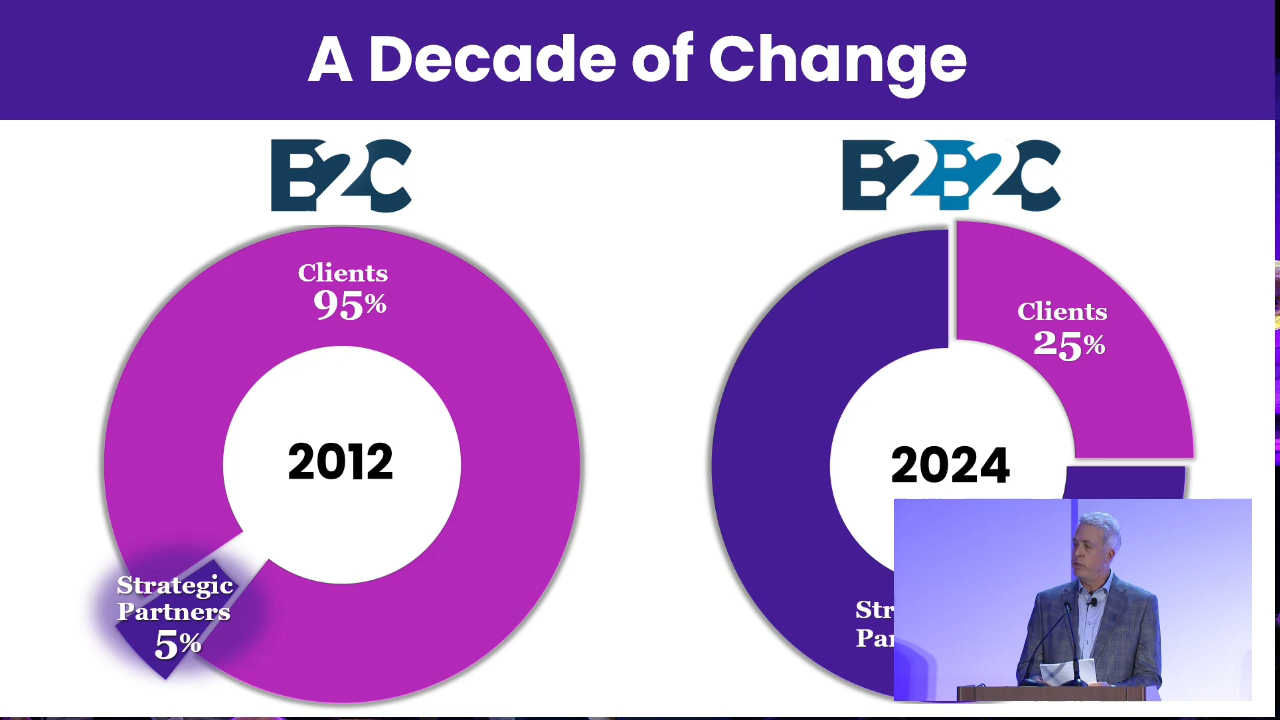 A Decade of Change
B2C
Clients
95%
2012
Strategic
Partners
5%
B2B2C
Clients
25%
2024